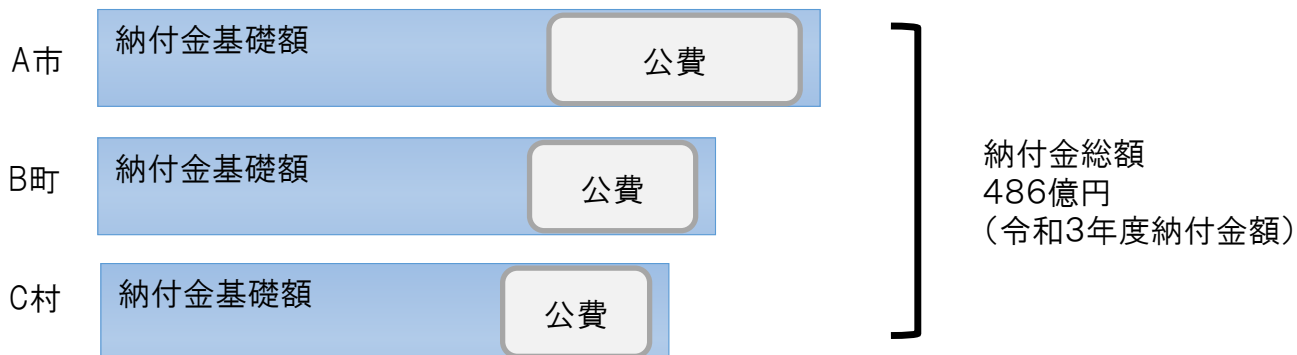 A市
納付金基礎額
公費
B町
納付金基礎額
公費
C村
納付金基礎額
公費
納付金総額
486億円
（令和3年度納付金額）